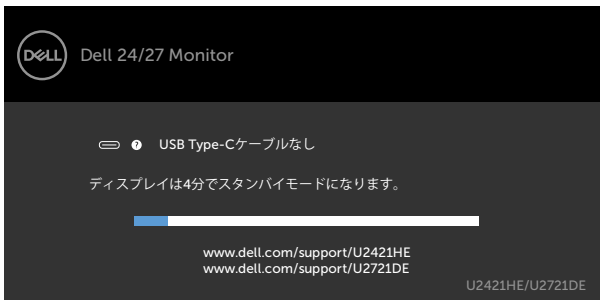 DELL
Dell 24/27 Monitor
? USB Type-Cケーブルなし
ディスプレイは4分でスタンバイモードになります。
www.dell.com/support/U2421HE
www.dell.com/support/U2721DE
U2421HE/U2721DE